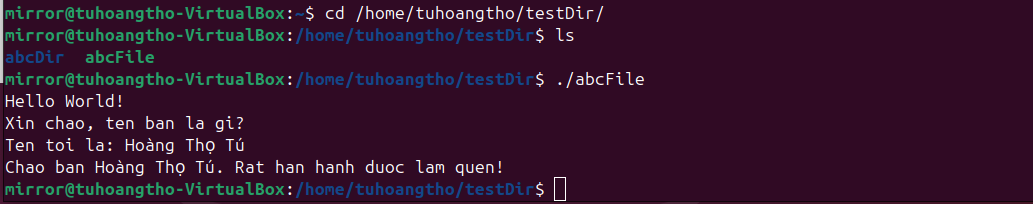 mirror@tuhoangtho-VirtualBox:~$ cd /home/tuhoangtho/testDir/
mirror@tuhoangtho-VirtualBox:/home/tuhoangtho/testDir$ ls
abcDir  abcFile
mirror@tuhoangtho-VirtualBox:/home/tuhoangtho/testDir$ ./abcFile
Hello World!
Xin chao, ten ban la gi?
Ten toi la: Hoàng Thọ Tú
Chao ban Hoàng Thọ Tú. Rat han hanh duoc lam quen!
mirror@tuhoangtho-VirtualBox:/home/tuhoangtho/testDir$